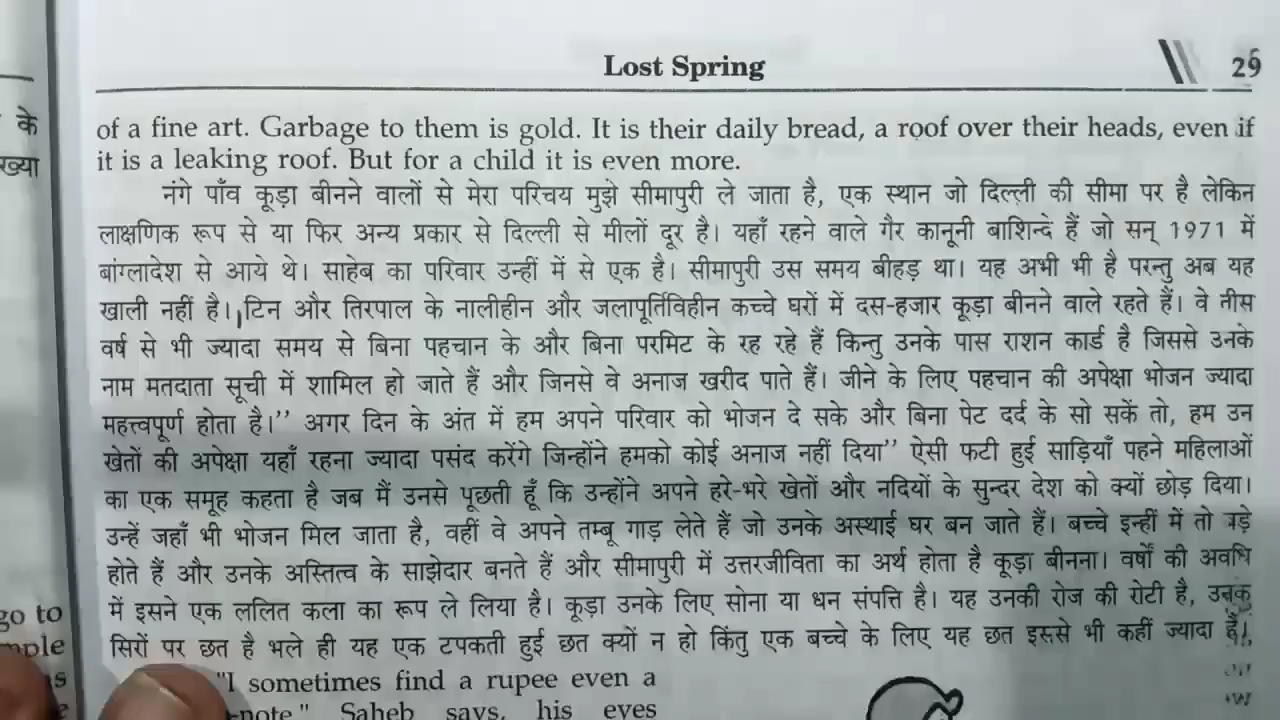 के
ख्या
Lost Spring 29
of a fine art. Garbage to them is gold. It is their daily bread, a roof over their heads, even if
it is a leaking roof. But for a child it is even more.
नंगे पाँव कूड़ा बीनने वालों से मेरा परिचय मुझे सीमापुरी ले जाता है, एक स्थान जो दिल्ली की सीमा पर है लेकिन
लाक्षणिक रूप से या फिर अन्य प्रकार से दिल्ली से मीलों दूर है। यहाँ रहने वाले गैर कानूनी बाशिन्दे हैं जो सन् 1971 में
बांग्लादेश से आये थे। साहेब का परिवार उन्हीं में से एक है। सीमापुरी उस समय बीहड़ था। यह अभी भी है परन्तु अब यह
खाली नहीं है। टिन और तिरपाल के नालीहीन और जलापूर्तिविहीन कच्चे घरों में दस-हजार कूड़ा बीनने वाले रहते हैं। वे तीस
वर्ष से भी ज्यादा समय से बिना पहचान के और बिना परमिट के रह रहे हैं किन्तु उनके पास राशन कार्ड है जिससे उनके
नाम मतदाता सूची में शामिल हो जाते हैं और जिनसे वे अनाज खरीद पाते हैं। जीने के लिए पहचान की अपेक्षा भोजन ज्यादा
महत्त्वपूर्ण होता है।'' अगर दिन के अंत में हम अपने परिवार को भोजन दे सके और बिना पेट दर्द के सो सकें तो, हम उन
खेतों की अपेक्षा यहाँ रहना ज्यादा पसंद करेंगे जिन्होंने हमको कोई अनाज नहीं दिया'' ऐसी फटी हुई साड़ियाँ पहने महिलाओं
का एक समूह कहता है जब मैं उनसे पूछती हूँ कि उन्होंने अपने हरे-भरे खेतों और नदियों के सुन्दर देश को क्यों छोड़ दिया।
उन्हें जहाँ भी भोजन मिल जाता है, वहीं वे अपने तम्बू गाड़ लेते हैं जो उनके अस्थाई घर बन जाते हैं। बच्चे इन्हीं में तो बड़े
होते हैं और उनके अस्तित्व के साझेदार बनते हैं और सीमापुरी में उत्तरजीविता का अर्थ होता है कूड़ा बीनना। वर्षों की अवधि
में इसने एक ललित कला का रूप ले लिया है। कूड़ा उनके लिए सोना या धन संपत्ति है। यह उनकी रोज की रोटी है, उनके
सिरों पर छत है भले ही यह एक टपकती हुई छत क्यों न हो किंतु एक बच्चे के लिए यह छत इससे भी कहीं ज्यादा है।
go to
"I sometimes find a rupee even a
-note." Saheb says, his eyes